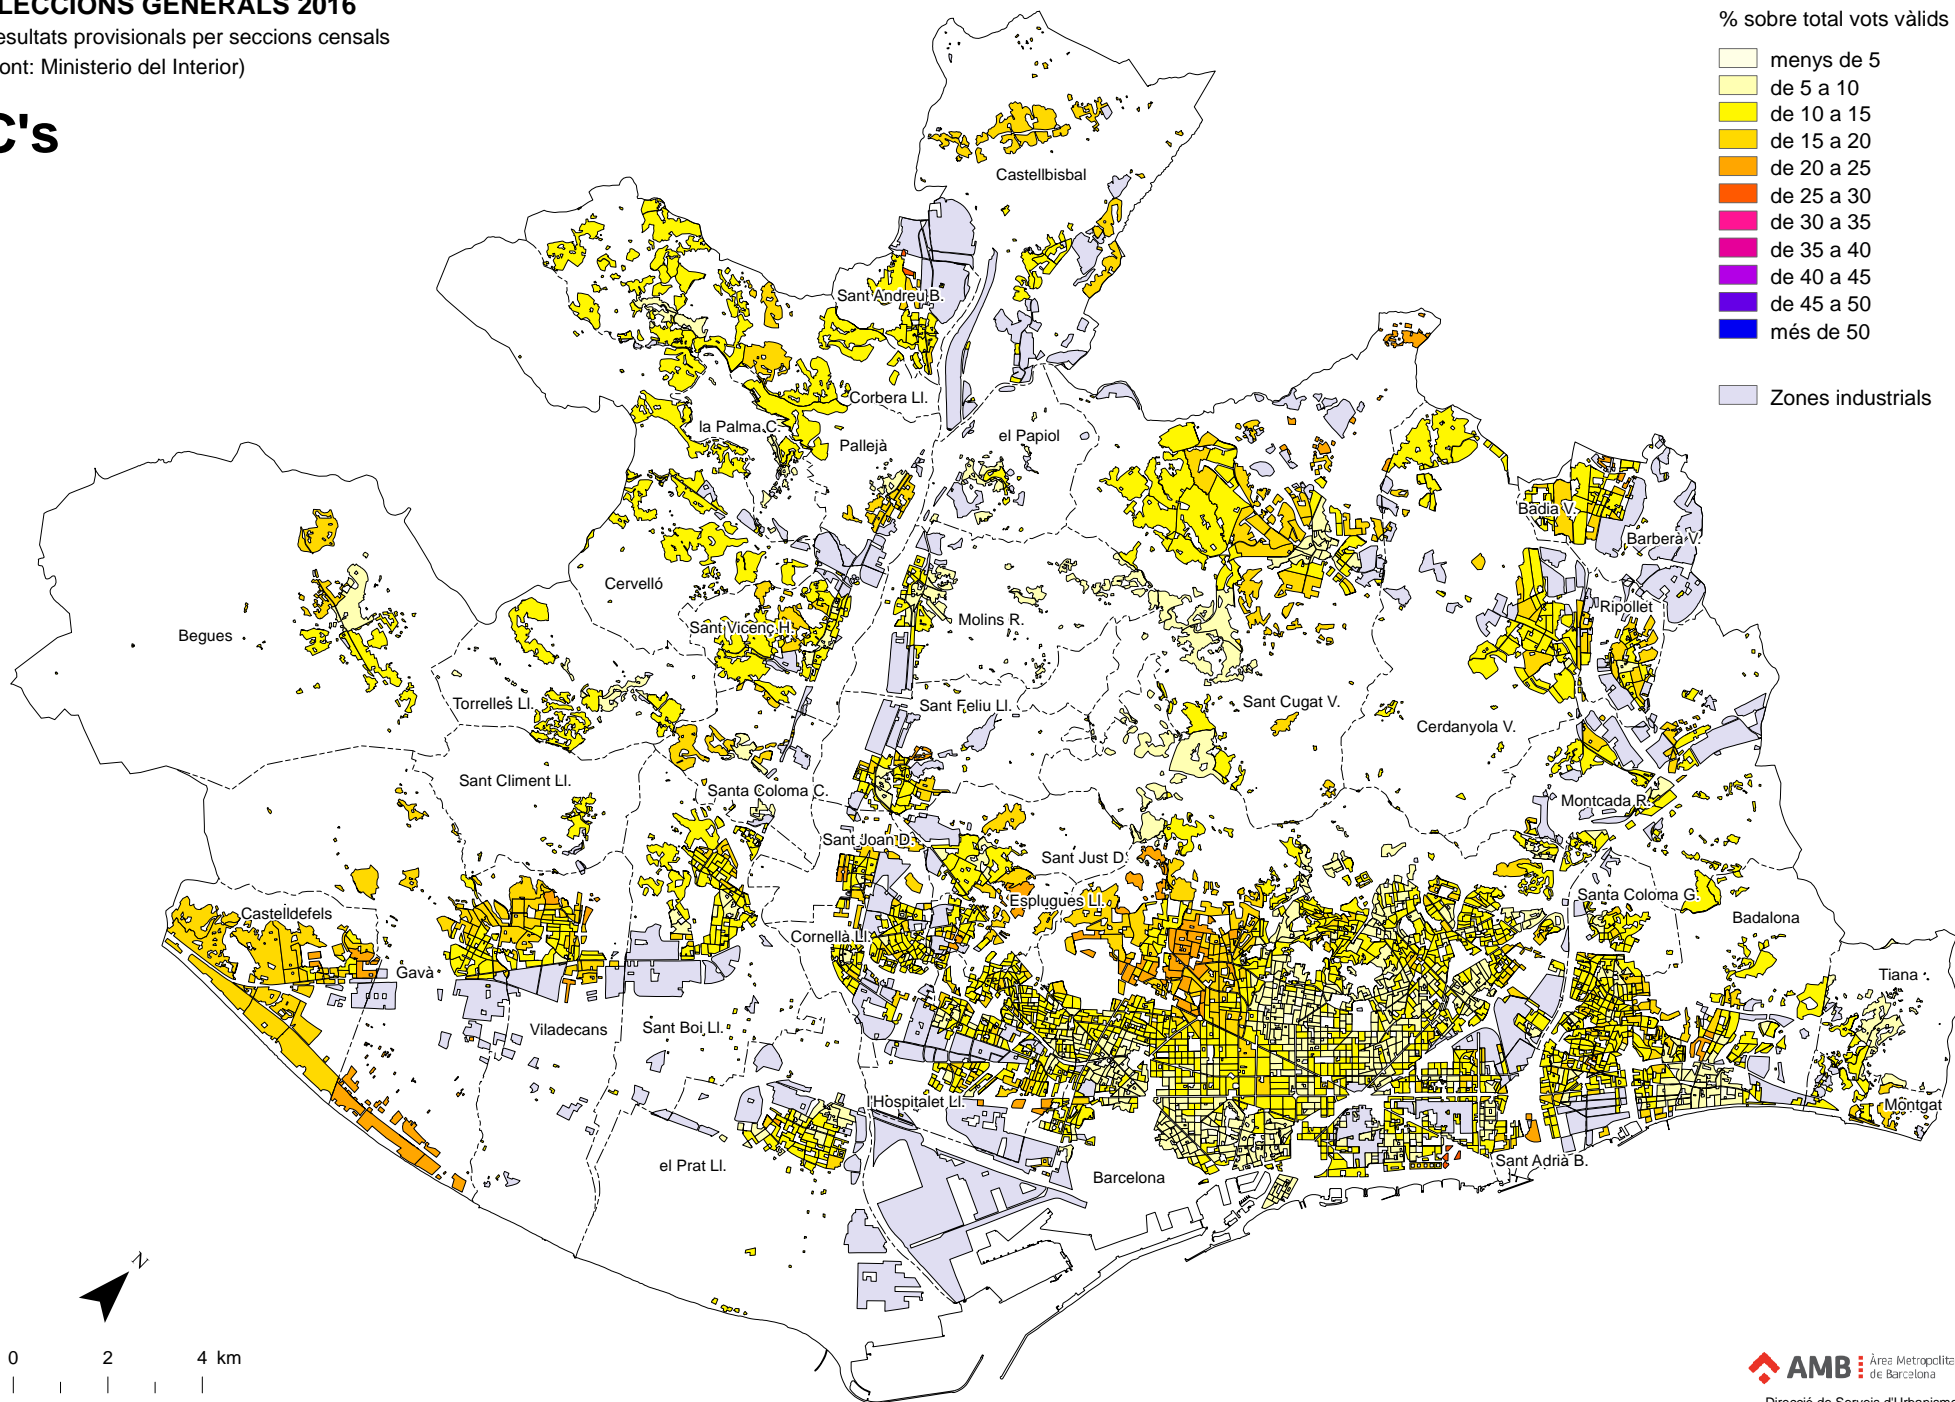 LECCIONS GENERALS 2016
esultats provisionals per seccions censals
ont: Ministerio del Interior)
C's
% sobre total vots vàlids
menys de 5
de 5 a 10
de 10 a 15
de 15 a 20
de 20 a 25
de 25 a 30
de 30 a 35
de 35 a 40
de 40 a 45
de 45 a 50
més de 50
Zones industrials
Castellbisbal
Sant Andreu B.
Corbera Ll.
la Palma C.
Pallejà
el Papiol
Badia V.
Barberà V.
Cervelló
Begues
Sant Vicenç H.
Molins R.
Ripollet
Torrelles Ll.
Sant Feliu Ll.
Sant Cugat V.
Cerdanyola V.
Sant Climent Ll.
Santa Coloma C.
Montcada R.
Sant Joan D.
Sant Just D.
Castelldefels
Esplugues Ll.
Santa Coloma G.
Badalona
Cornellà Ll.
Gavà
Tiana
Viladecans
Sant Boi Ll.
l'Hospitalet Ll.
Montgat
el Prat Ll.
Barcelona
Sant Adrià B.
N
0 2 4 km
AMB Àrea Metropolita
de Barcelona
Direcció de Serveis d'Urbanisme